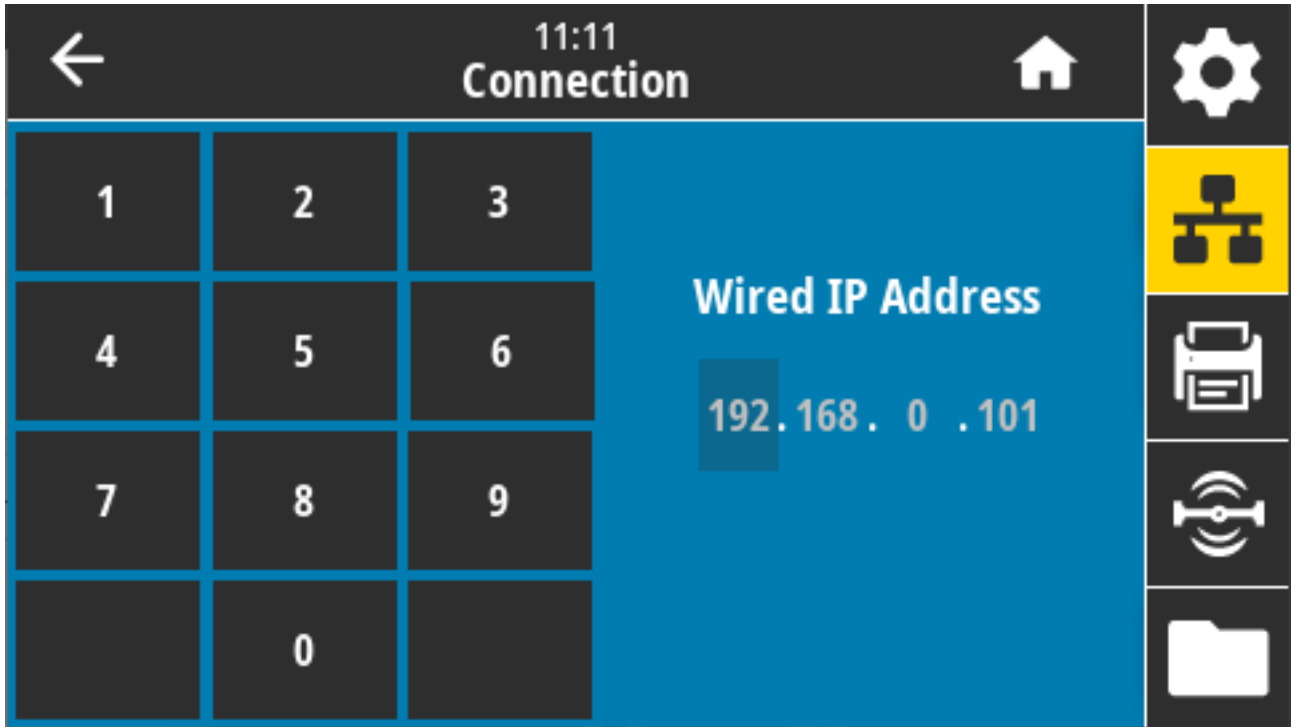 11:11
Connection
1 2 3
4 5 6
7 8 9
0
Wired IP Address
192.168. 0 .101